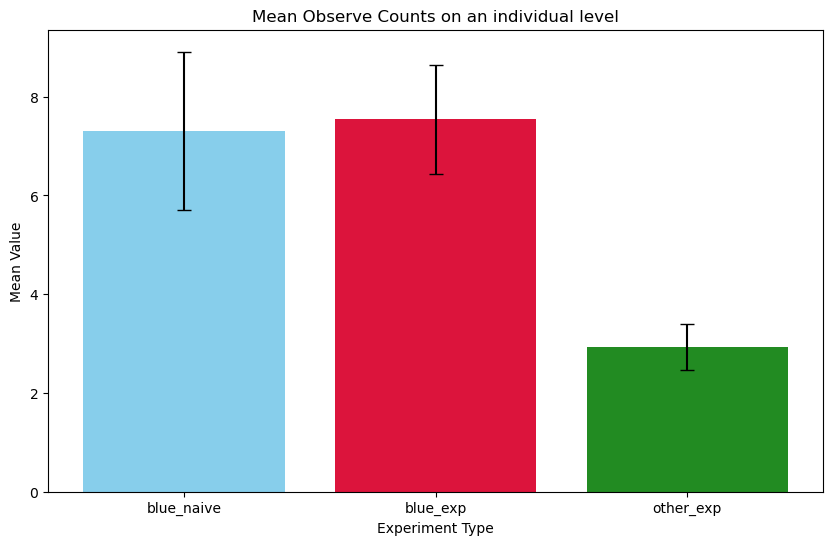 Mean Observe Counts on an individual level
Mean Value
8
6
4
2
0
blue_naive
blue_exp
other_exp
Experiment Type